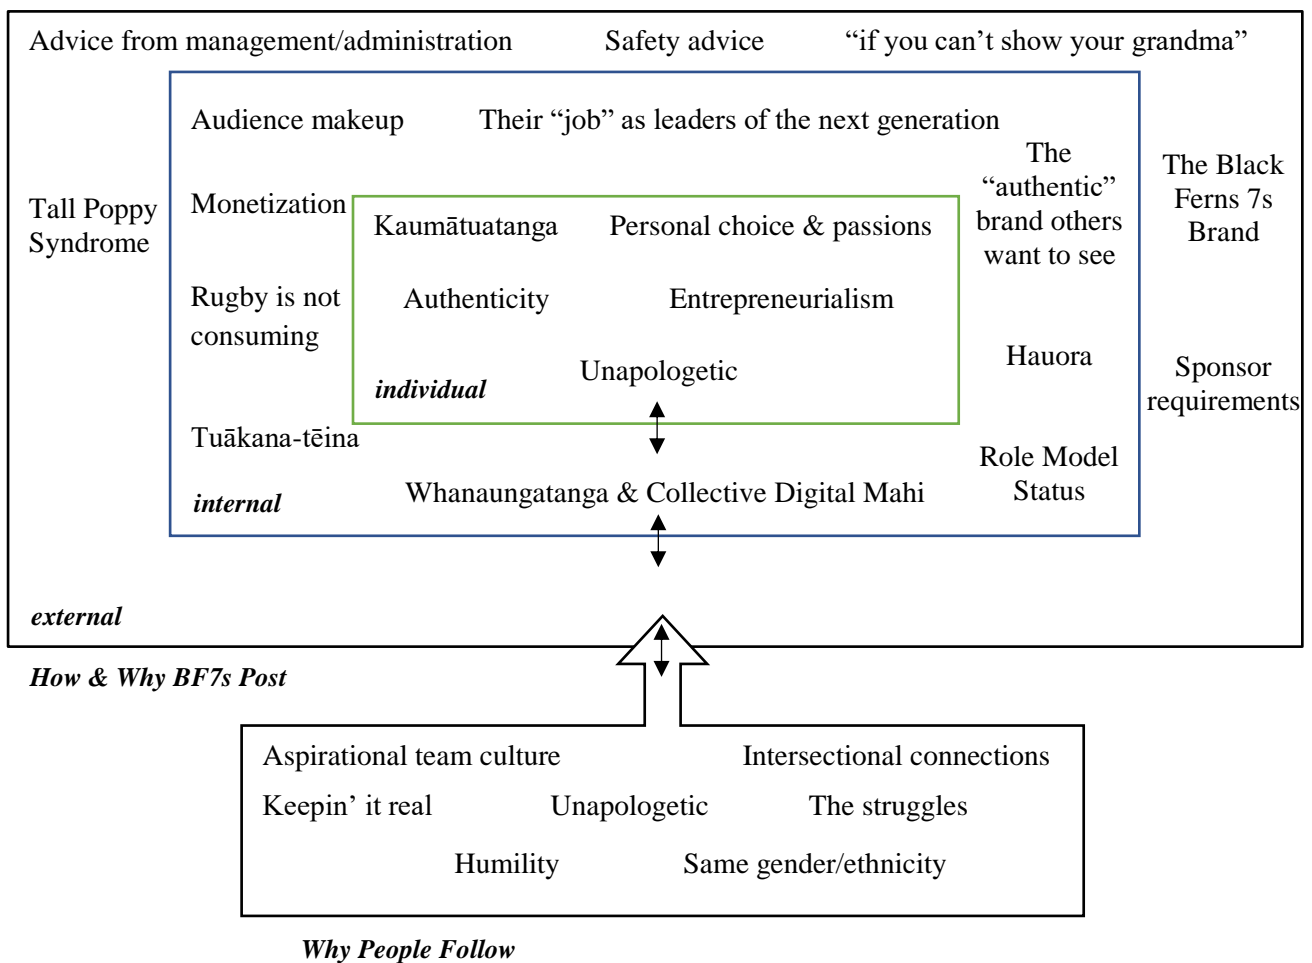 Advice from management/administration Safety advice “if you can’t show your grandma”
Audience makeup Their “job” as leaders of the next generation
The
“authentic”
brand others
want to see
The Black
Ferns 7s
Brand
Tall Poppy
Syndrome
Monetization
Kaumātuatanga Personal choice & passions
Rugby is not
consuming
Authenticity Entrepreneurialism
Hauora
Unapologetic
individual
Sponsor
requirements
Tuākana-tēina
Role Model
Status
internal
Whanaungatanga & Collective Digital Mahi
external
How & Why BF7s Post
Aspirational team culture Intersectional connections
Keepin’ it real Unapologetic The struggles
Humility Same gender/ethnicity
Why People Follow